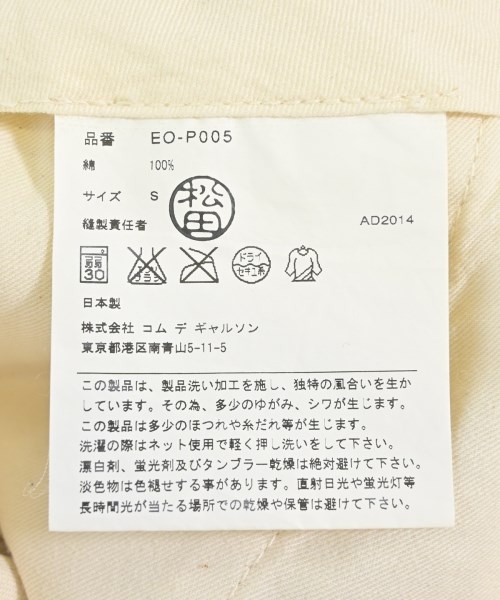 品番 EO-P005
綿 100%
サイズ S
松田
縫製責任者 AD2014
弱 30 エンソ サラシ ドライ セキユ系
日本製
株式会社 コム デ ギャルソン
東京都港区南青山5-11-5
この製品は、製品洗い加工を施し、独特の風合いを生か
しています。その為、多少のゆがみ、シワが生じます。
この製品は多少のほつれや糸だれ等が生じます。
洗濯の際はネット使用で軽く押し洗いをして下さい。
漂白剤、蛍光剤及びタンブラー乾燥は絶対避けて下さい。
淡色物は色褪せする事があります。直射日光や蛍光灯等
長時間光が当たる場所での乾燥や保管は避けて下さい。